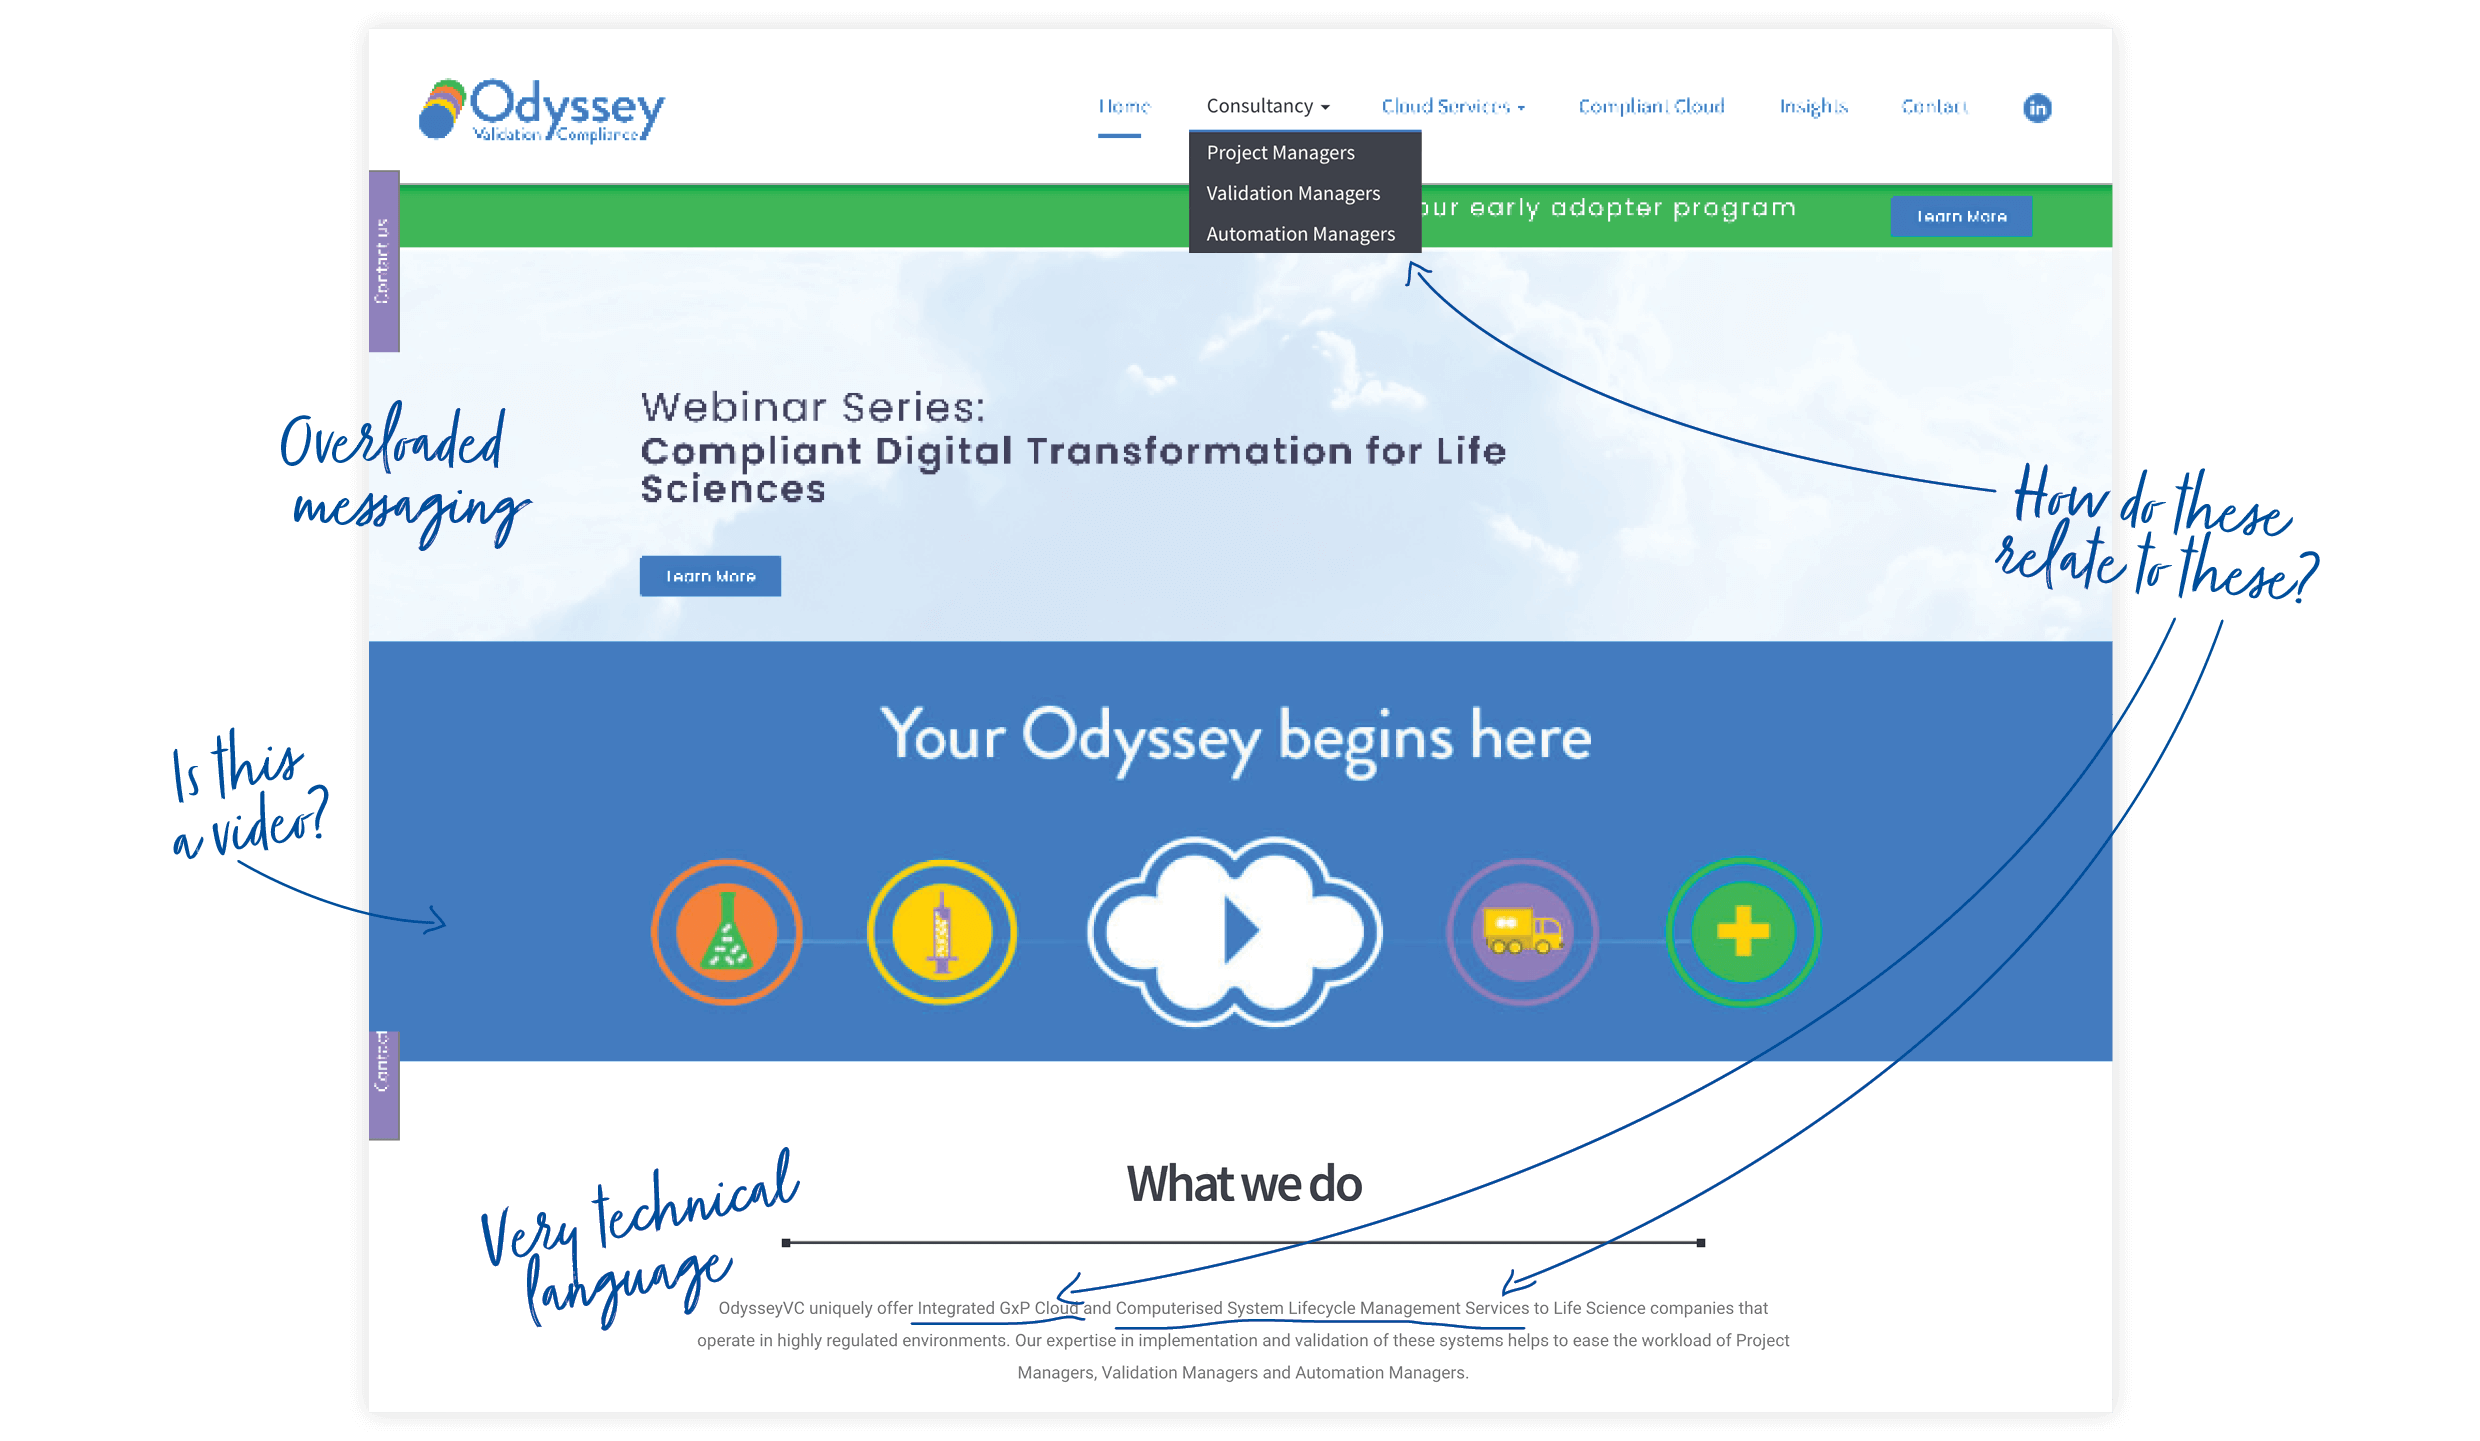 Odyssey
Validation / Compliance
Home
Consultancy
Cloud Services
Compliant Cloud
Insights
Contact
in
Project Managers
Validation Managers
Automation Managers
our early adopter program
Learn More
Contact us
Overloaded
messaging
Webinar Series:
Compliant Digital Transformation for Life
Sciences
Learn More
How do these
relate to these?
Your Odyssey begins here
Is this
a video?
What we do
Very technical
language
OdysseyVC uniquely offer Integrated GxP Cloud and Computerised System Lifecycle Management Services to Life Science companies that
operate in highly regulated environments. Our expertise in implementation and validation of these systems helps to ease the workload of Project
Managers, Validation Managers and Automation Managers.